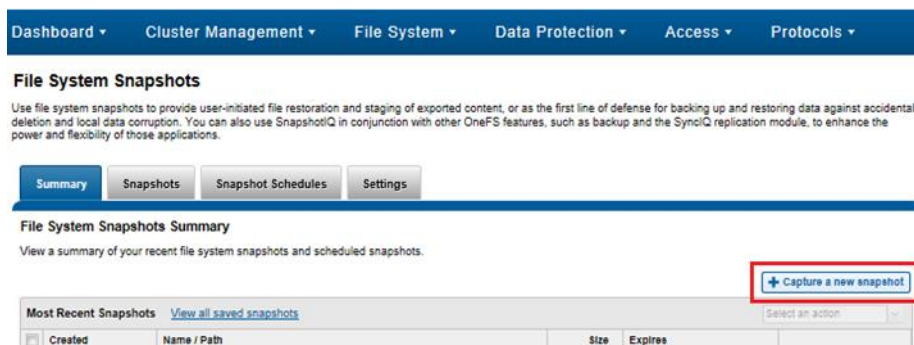 Dashboard Cluster Management File System Data Protection Access Protocols
File System Snapshots
Use file system snapshots to provide user-initiated file restoration and staging of exported content, or as the first line of defense for backing up and restoring data against accidental
deletion and local data corruption. You can also use SnapshotIQ in conjunction with other OneFS features, such as backup and the SyncIQ replication module, to enhance the
power and flexibility of those applications.
Summary Snapshots Snapshot Schedules Settings
File System Snapshots Summary
View a summary of your recent file system snapshots and scheduled snapshots.
+ Capture a new snapshot
Most Recent Snapshots View all saved snapshots Select an action
Created Name / Path Size Expires